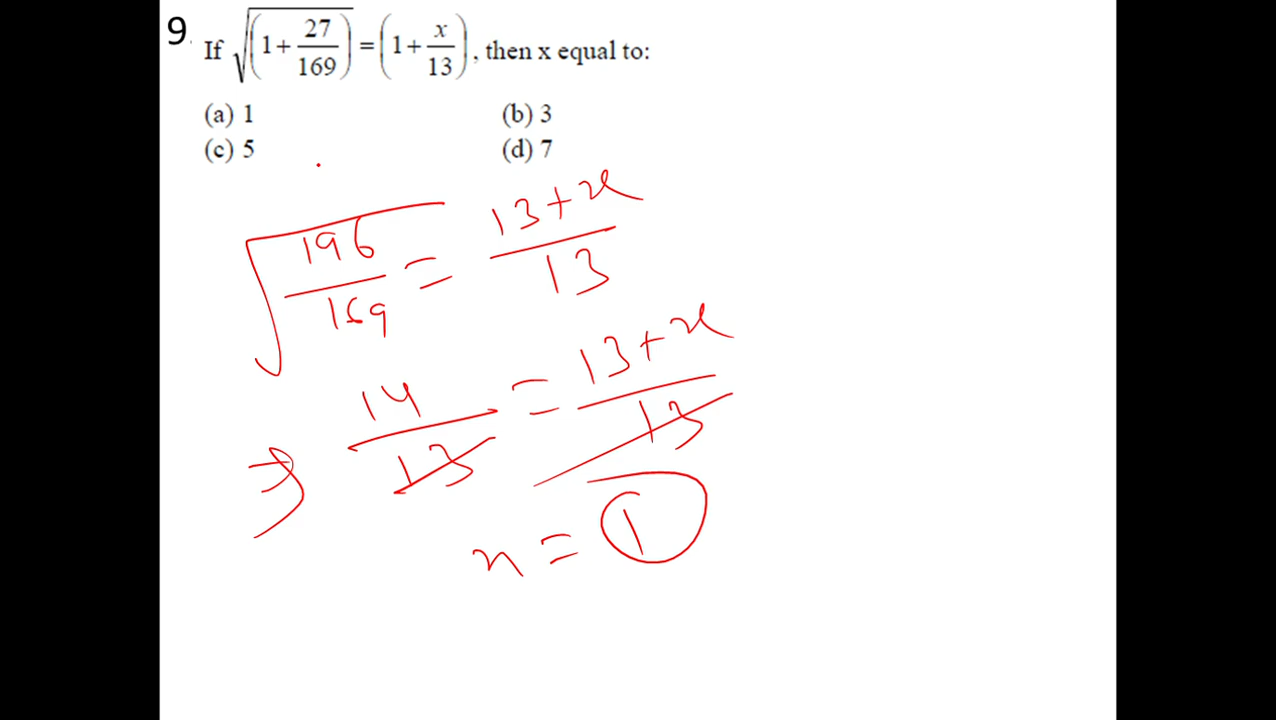 9.
If √(1+27/169) = (1+x/13), then x equal to:
(a) 1 (b) 3
(c) 5 (d) 7
√196/169 = 13+x/13
⇒ 14/13 = 13+x/13
x = 1